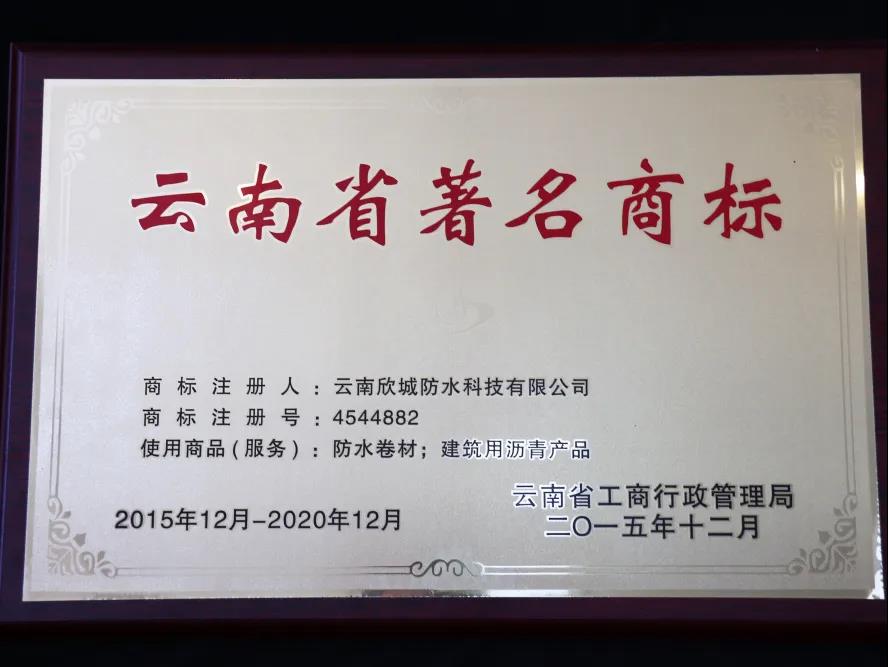 云南省著名商标
商标注册人：云南欣城防水科技有限公司
商标注册号：4544882
使用商品(服务)：防水卷材；建筑用沥青产品
云南省工商行政管理局
2015年12月-2020年12月
二〇一五年十二月